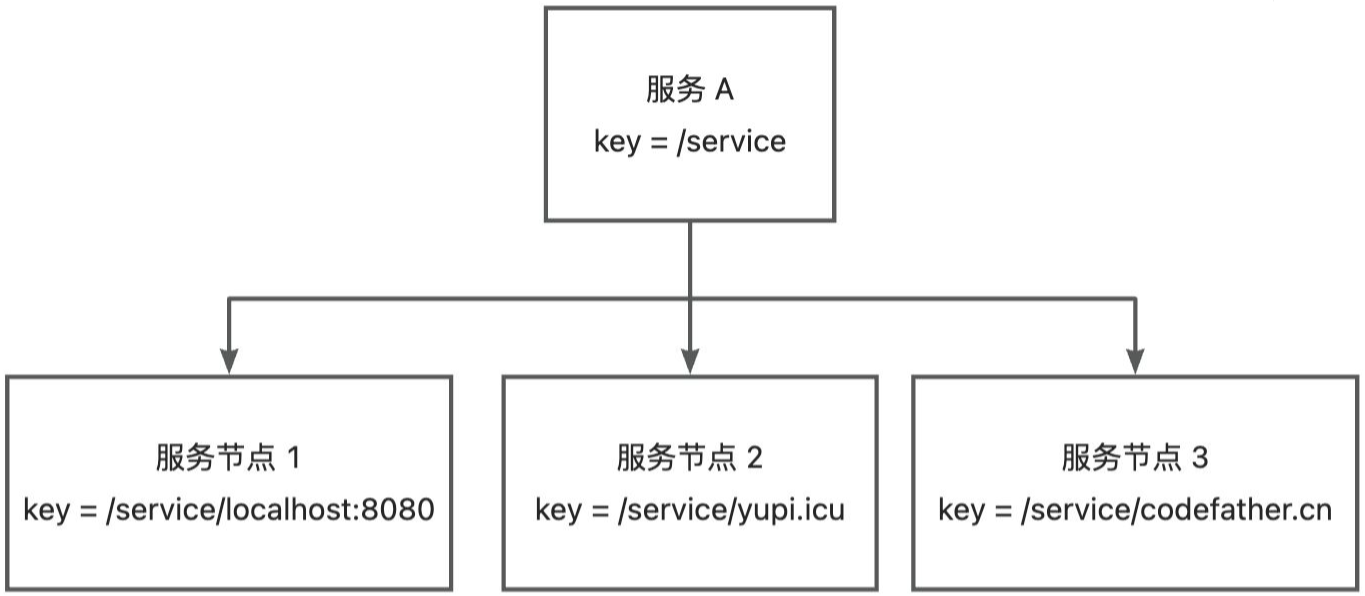 服务 A
key = /service
服务节点 1
key = /service/localhost:8080
服务节点 2
key = /service/yupi.icu
服务节点 3
key = /service/codefather.cn